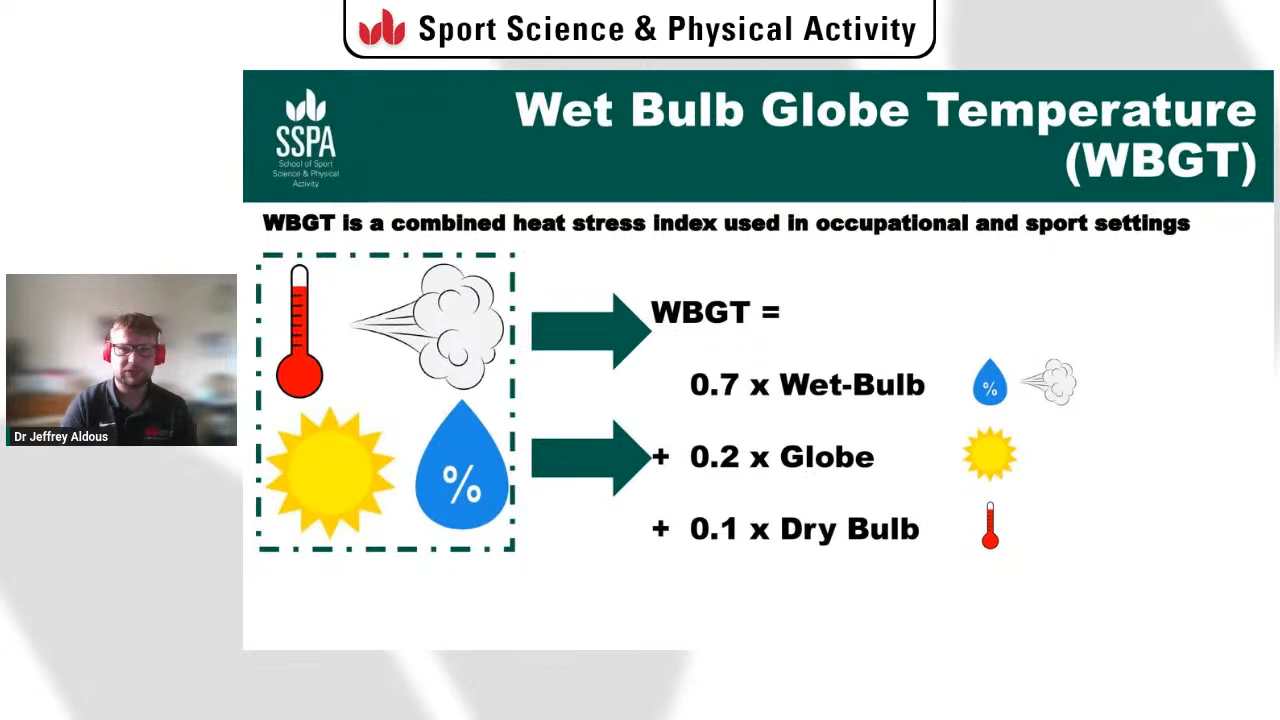 Sport Science & Physical Activity
SSPA
School of Sport
Science & Physical
Activity
Wet Bulb Globe Temperature
(WBGT)
WBGT is a combined heat stress index used in occupational and sport settings
%
WBGT =
0.7 x Wet-Bulb
%
+ 0.2 x Globe
+ 0.1 x Dry Bulb
Dr Jeffrey Aldous